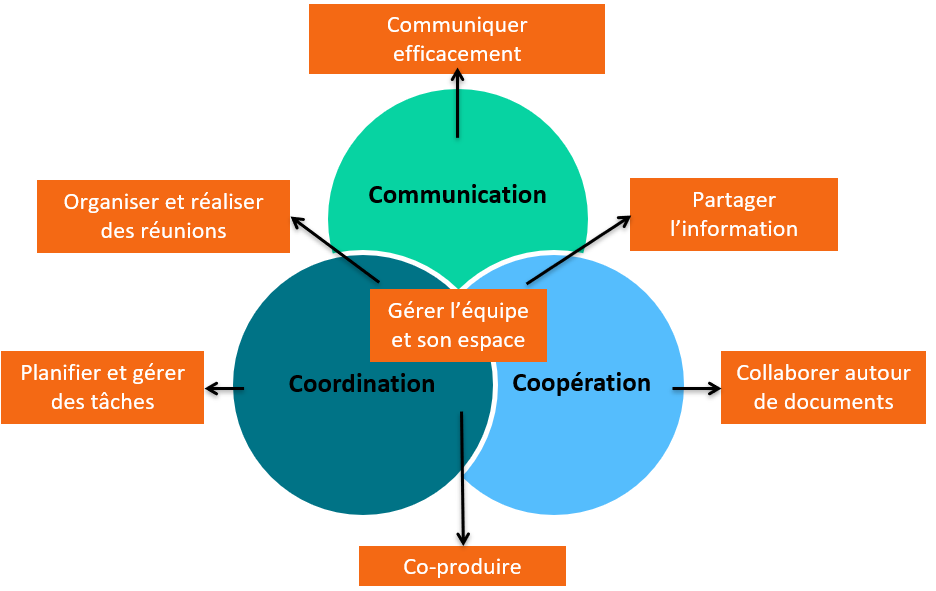 Communiquer
efficacement
Communication
Organiser et réaliser
des réunions
Partager
l’information
Gérer l’équipe
et son espace
Planifier et gérer
des tâches
Coordination
Coopération
Collaborer autour
de documents
Co-produire